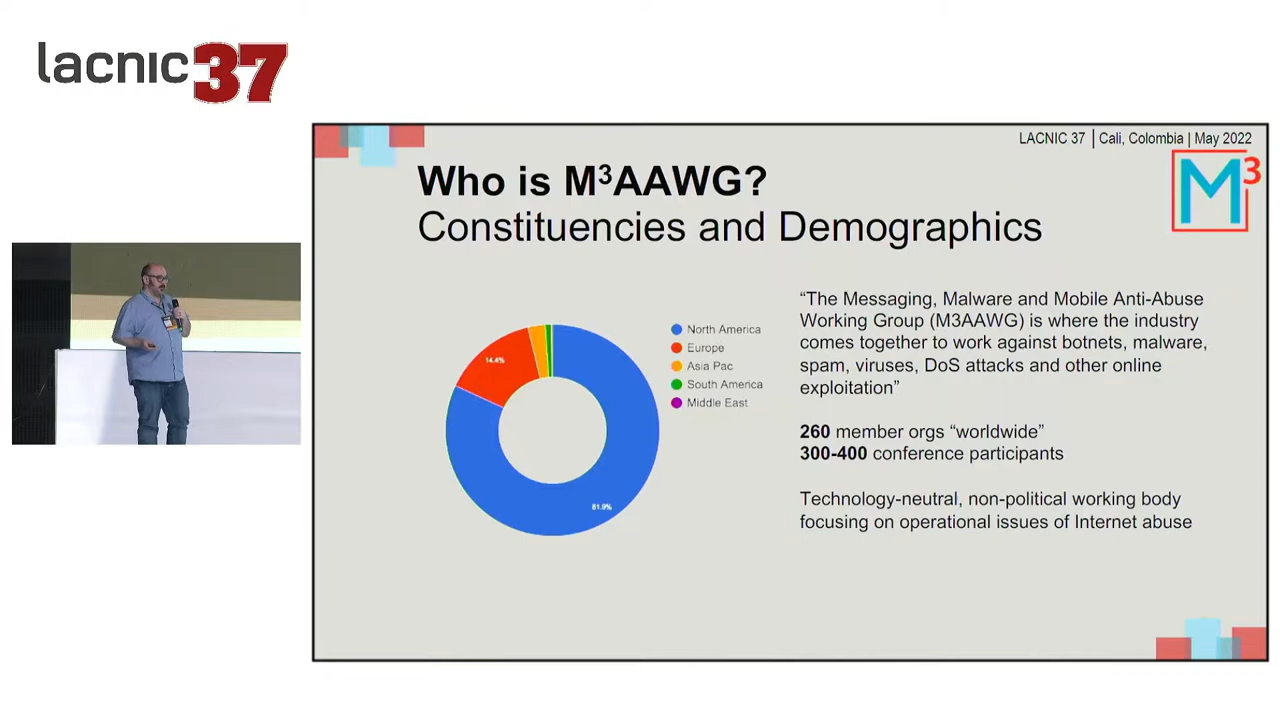 lacnic 37
LACNIC 37 | Cali, Colombia | May 2022
M3
Who is M³AAWG?
Constituencies and Demographics
14.4%
81.9%
North America
Europe
Asia Pac
South America
Middle East
“The Messaging, Malware and Mobile Anti-Abuse
Working Group (M3AAWG) is where the industry
comes together to work against botnets, malware,
spam, viruses, DoS attacks and other online
exploitation”
260 member orgs “worldwide”
300-400 conference participants
Technology-neutral, non-political working body
focusing on operational issues of Internet abuse